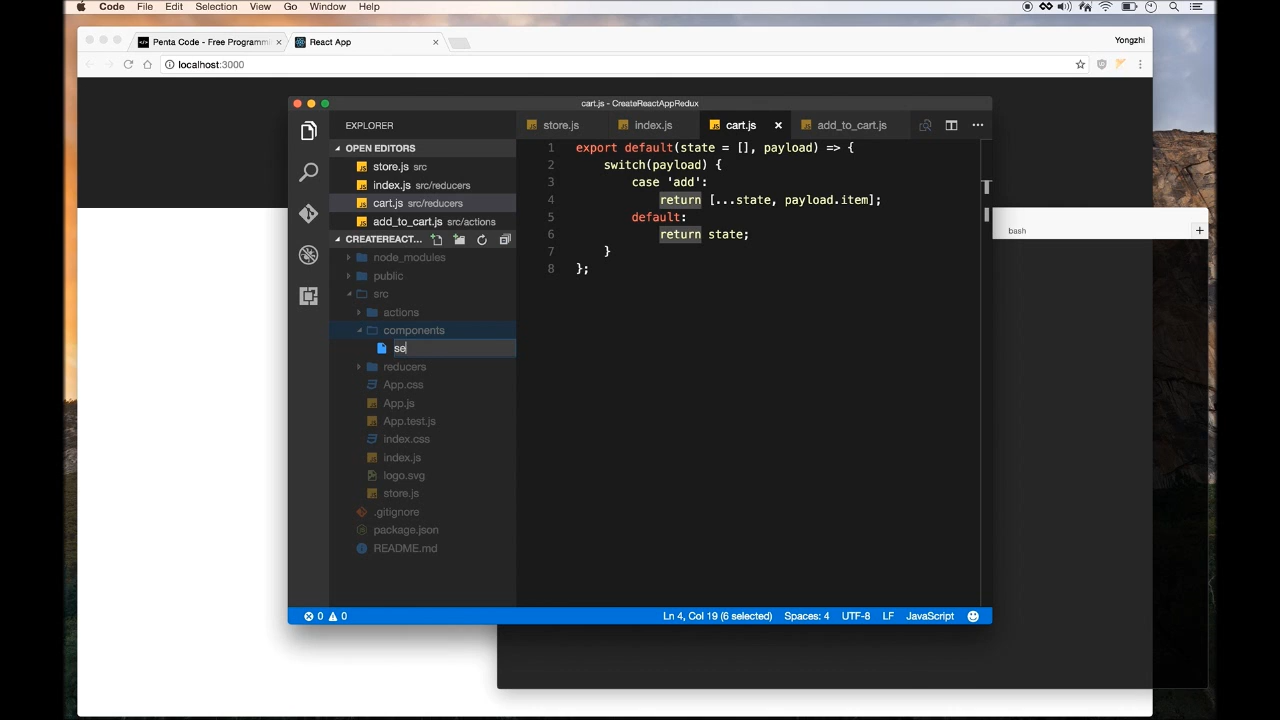 Code File Edit Selection View Go Window Help
Penta Code - Free Programmi × React App ×
Yongzhi
localhost:3000
cart.js - CreateReactAppRedux
EXPLORER
store.js index.js cart.js × add_to_cart.js
OPEN EDITORS
store.js src
index.js src/reducers
cart.js src/reducers
add_to_cart.js src/actions
CREATEREACT...
node_modules
public
src
actions
components
se
reducers
App.css
App.js
App.test.js
index.css
index.js
logo.svg
store.js
.gitignore
package.json
README.md
1 export default(state = [], payload) => {
2 switch(payload) {
3 case 'add':
4 return [...state, payload.item];
5 default:
6 return state;
7 }
8 };
bash +
0 0 Ln 4, Col 19 (6 selected) Spaces: 4 UTF-8 LF JavaScript